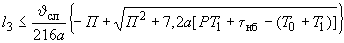 l₃ ≤ ϑсл/216a {−П + √(П² + 7,2a[PT₁ + τнб − (T₀ + T₁)])}